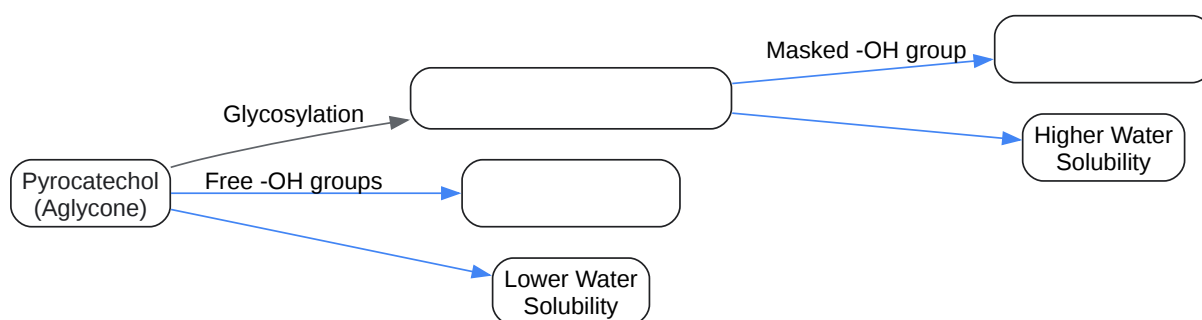 Masked -OH group
Glycosylation
Higher Water
Solubility
Pyrocatechol
(Aglycone)
Free -OH groups
Lower Water
Solubility